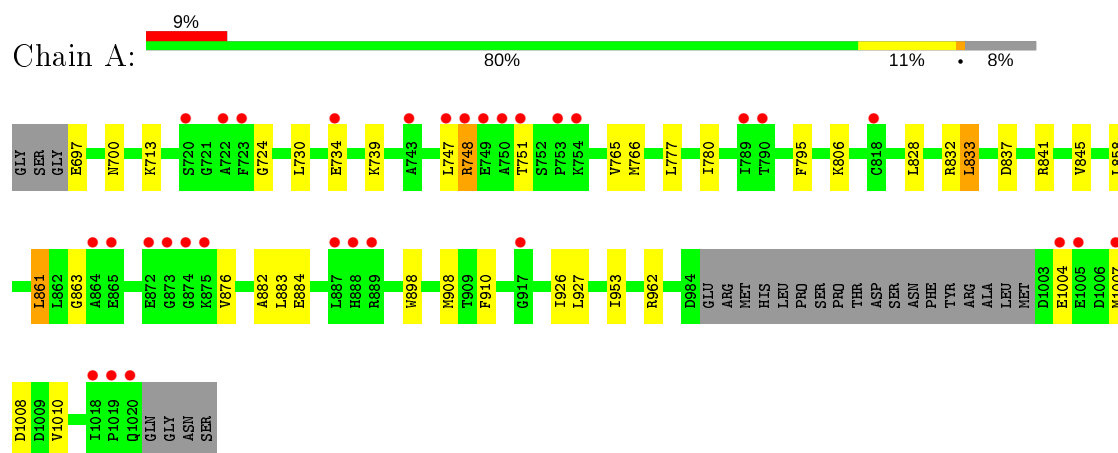 9%
Chain A:
80% 11% • 8%
GLY SER GLY E697 N700 K713 S720 G721 A722 F723 G724 L730 E734 K739 A743 L747 R748 E749 A750 T751 S752 P753 K754 V765 M766 L777 I780 I789 T790 F795 K806 C818 L828 R832 L833 D837 R841 V845
L861 L862 G863 A864 E865 E872 G873 G874 K875 V876 A882 L883 E884 L887 H888 R889 W898 M908 T909 F910 G917 I926 L927 I953 R962 D984 GLU ARG MET HIS LEU PRO SER PRO THR ASP SER ASN PHE TYR ARG ALA LEU MET D1003 E1004 E1005 D1006 M1007
D1008 D1009 V1010 I1018 P1019 Q1020 GLN GLY ASN SER